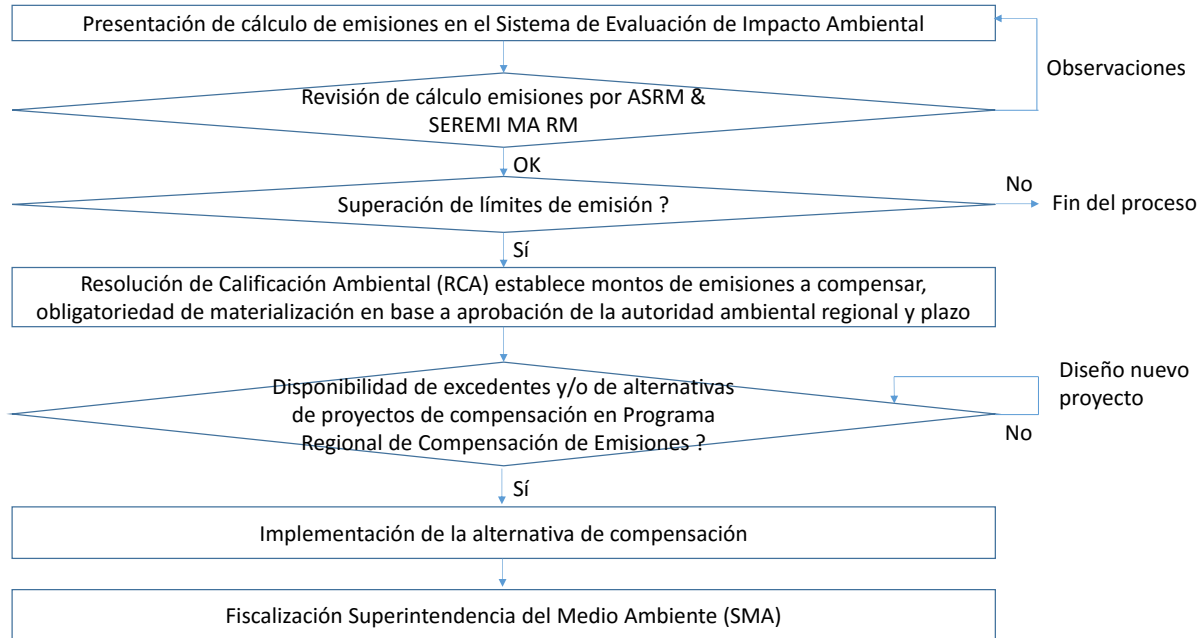 Presentación de cálculo de emisiones en el Sistema de Evaluación de Impacto Ambiental
Observaciones
Revisión de cálculo emisiones por ASRM &
SEREMI MA RM
OK
Superación de límites de emisión ?
No
Fin del proceso
Sí
Resolución de Calificación Ambiental (RCA) establece montos de emisiones a compensar,
obligatoriedad de materialización en base a aprobación de la autoridad ambiental regional y plazo
Disponibilidad de excedentes y/o de alternativas
de proyectos de compensación en Programa
Regional de Compensación de Emisiones ?
Diseño nuevo
proyecto
No
Sí
Implementación de la alternativa de compensación
Fiscalización Superintendencia del Medio Ambiente (SMA)